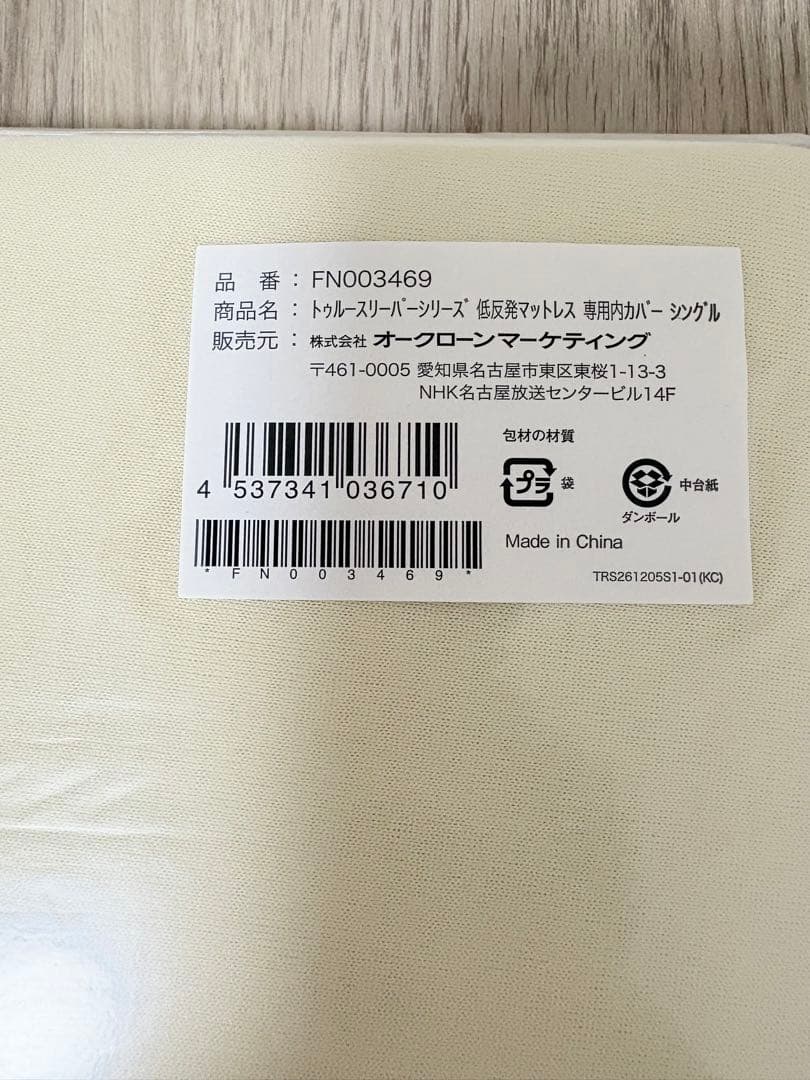 品 番 : FN003469
商品名 : トゥルースリーパーシリーズ 低反発マットレス 専用内カバー シングル
販売元 : 株式会社 オークローン マーケティング
〒461-0005 愛知県名古屋市東区東桜1-13-3
NHK名古屋放送センタービル14F
包材の材質
プラ 袋
中台紙
ダンボール
4 537341 036710
Made in China
*FN003469*
TRS261205S1-01(KC)